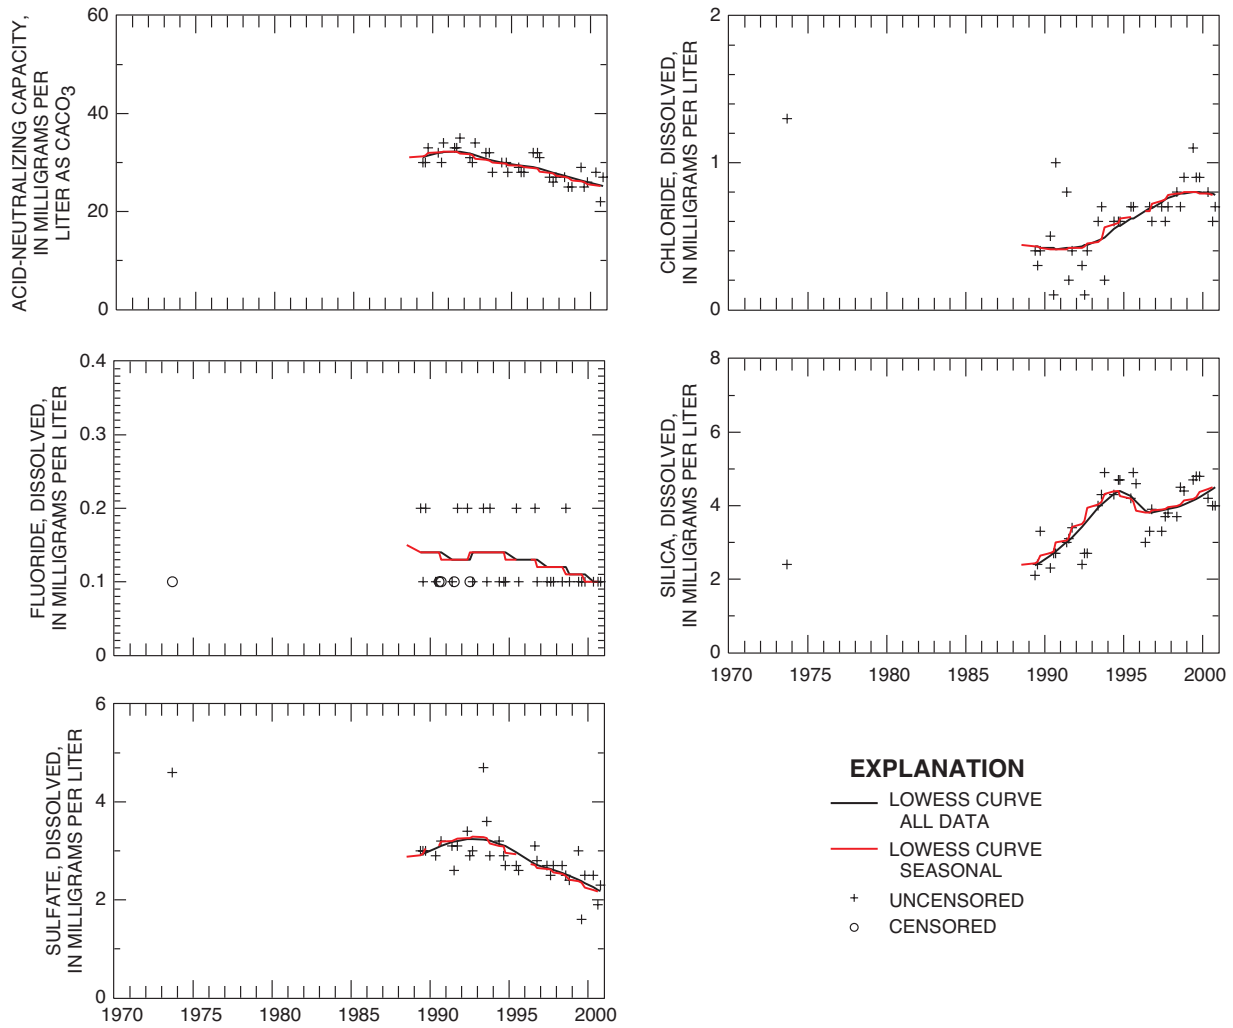 ACID-NEUTRALIZING CAPACITY,
IN MILLIGRAMS PER
LITER AS CACO3
60
40
20
0
CHLORIDE, DISSOLVED,
IN MILLIGRAMS PER LITER
2
1
0
FLUORIDE, DISSOLVED,
IN MILLIGRAMS PER LITER
0.4
0.3
0.2
0.1
0
SILICA, DISSOLVED,
IN MILLIGRAMS PER LITER
8
6
4
2
0
1970 1975 1980 1985 1990 1995 2000
SULFATE, DISSOLVED,
IN MILLIGRAMS PER LITER
6
4
2
0
1970 1975 1980 1985 1990 1995 2000
EXPLANATION
LOWESS CURVE
ALL DATA
LOWESS CURVE
SEASONAL
UNCENSORED
CENSORED